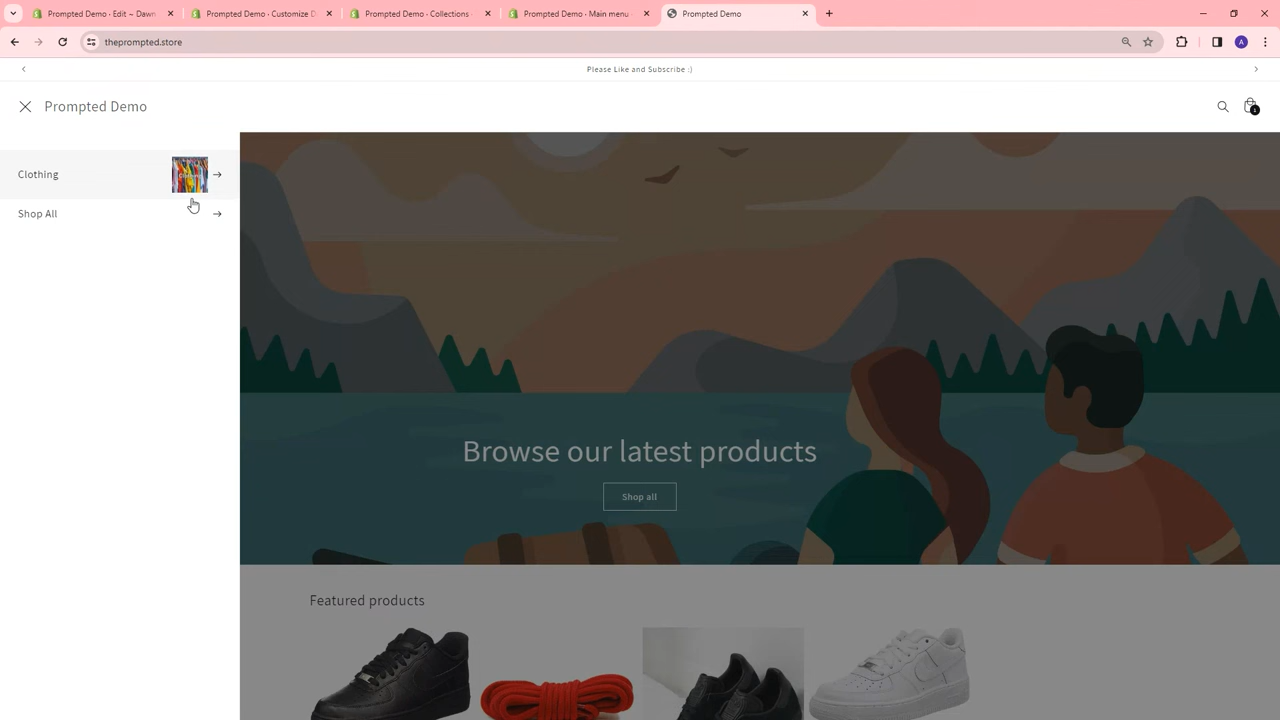 Prompted Demo · Edit ~ Dawn
Prompted Demo · Customize D
Prompted Demo · Collections ·
Prompted Demo · Main menu ·
Prompted Demo
theprompted.store
A
Please Like and Subscribe :)
Prompted Demo
1
Clothing
Shop All
Browse our latest products
Shop all
Featured products